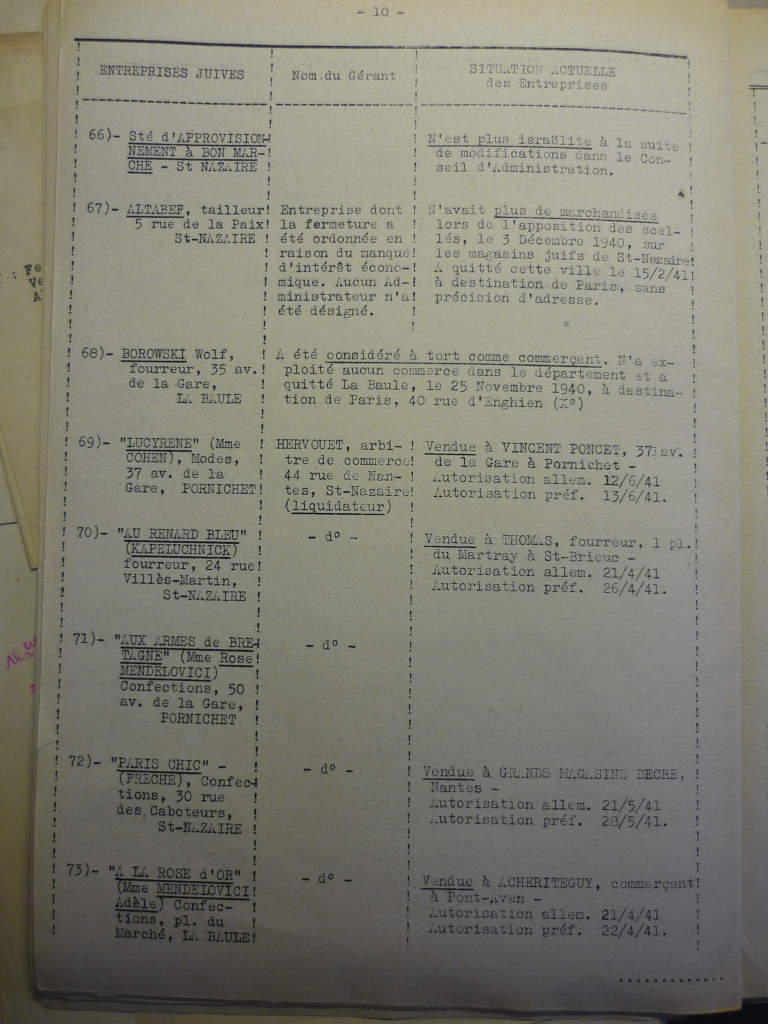 - 10 -
ENTREPRISES JUIVES
Nom du Gérant
SITUATION ACTUELLE
des Entreprises
66)- Sté d'APPROVISION-
NEMENT à BON MAR-
CHE - St NAZAIRE
N'est plus israëlite à la suite
de modifications dans le Con-
seil d'Administration.
67)- ALTABEF, tailleur
5 rue de la Paix
St-NAZAIRE
Entreprise dont
la fermeture a
été ordonnée en
raison du manque
d'intérêt écono-
mique. Aucun Ad-
ministrateur n'a
été désigné.
N'avait plus de marchandises
lors de l'apposition des scel-
lés, le 3 Décembre 1940, sur
les magasins juifs de St-Nazaire
A quitté cette ville le 15/2/41
à destination de Paris, sans
précision d'adresse.
68)- BOROWSKI Wolf,
fourreur, 35 av.
de la Gare,
LA BAULE
A été considéré à tort comme commerçant. N'a ex-
ploité aucun commerce dans le département et a
quitté La Baule, le 25 Novembre 1940, à destina-
tion de Paris, 40 rue d'Enghien (X°)
69)- "LUCYRENE" (Mme
COHEN), Modes,
37 av. de la
Gare, PORNICHET
HERVOUET, arbi-
tre de commerce
44 rue de Nan-
tes, St-Nazaire
(liquidateur)
Vendue à VINCENT PONCET, 37 av.
de la Gare à Pornichet -
Autorisation allem. 12/6/41
Autorisation préf. 13/6/41.
70)- "AU RENARD BLEU"
(KAPELUCHNICK)
fourreur, 24 rue
Villès-Martin,
St-NAZAIRE
- d° -
Vendue à THOMAS, fourreur, 1 pl.
du Martray à St-Brieuc -
Autorisation allem. 21/4/41
Autorisation préf. 26/4/41.
71)- "AUX ARMES de BRE-
TAGNE" (Mme Rose
MENDELOVICI)
Confections, 50
av. de la Gare,
PORNICHET
- d° -
72)- "PARIS CHIC" -
(FRECHE), Confec-
tions, 30 rue
des Caboteurs,
St-NAZAIRE
- d° -
Vendue à GRANDS MAGASINS DECRE,
Nantes -
Autorisation allem. 21/5/41
Autorisation préf. 28/5/41.
73)- "A LA ROSE d'OR"
(Mme MENDELOVICI
Adèle) Confec-
tions, pl. du
Marché, LA BAULE
- d° -
Vendue à ACHERITEGUY, commerçant
à Pont-Aven -
Autorisation allem. 21/4/41
Autorisation préf. 22/4/41.
............